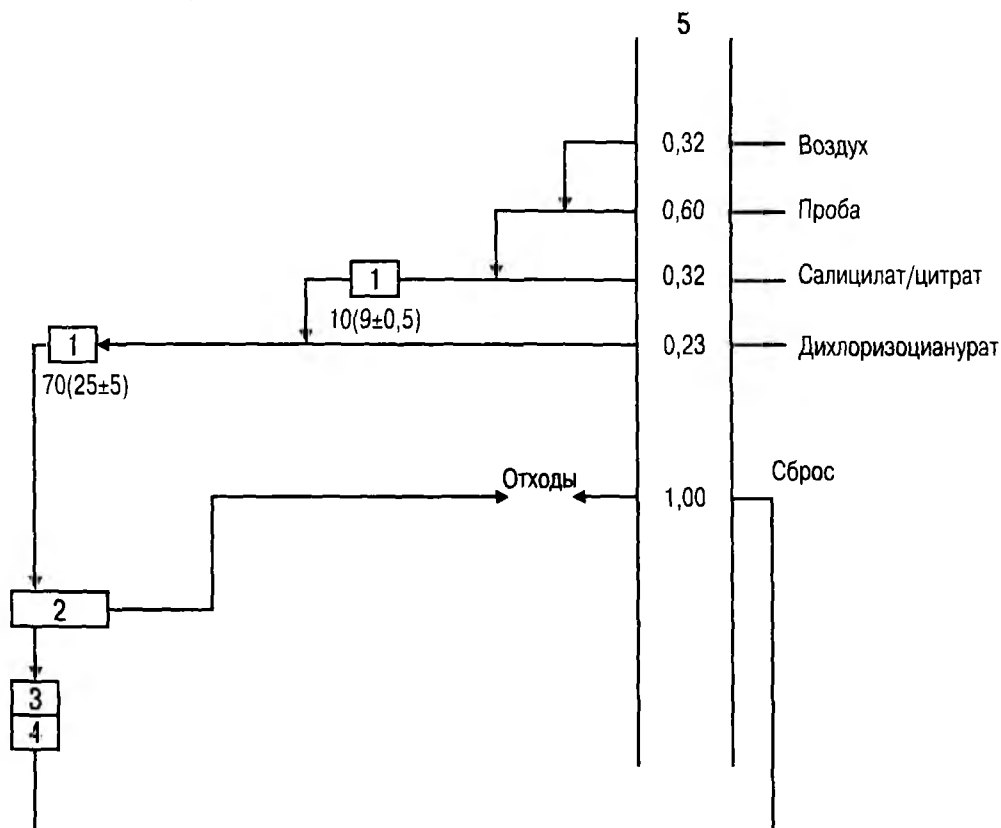 5
0,32 Воздух
0,60 Проба
1 0,32 Салицилат/цитрат
10(9±0,5)
1 0,23 Дихлоризоцианурат
70(25±5)
Сброс
Отходы 1,00
2
3
4